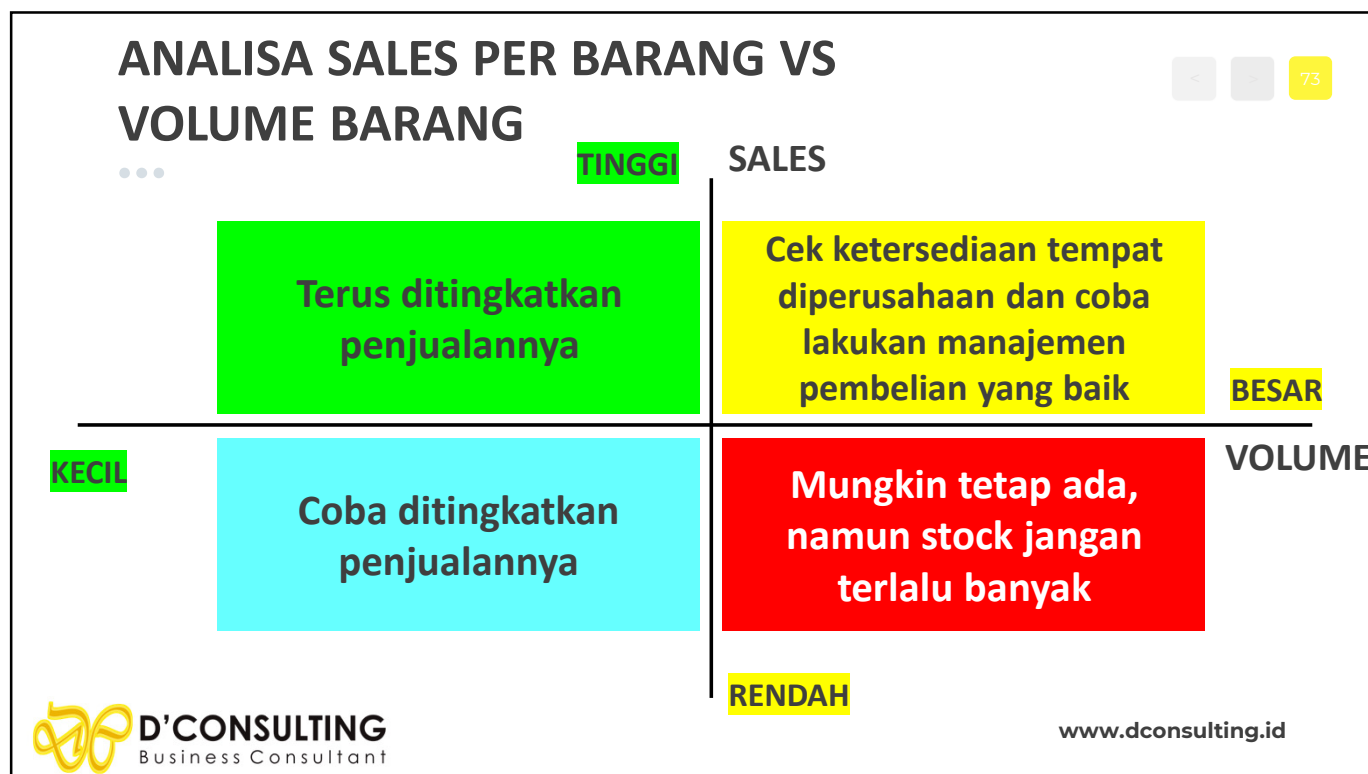 ANALISA SALES PER BARANG VS
VOLUME BARANG
< > 73
TINGGI
SALES
Terus ditingkatkan
penjualannya
Cek ketersediaan tempat
diperusahaan dan coba
lakukan manajemen
pembelian yang baik
BESAR
KECIL
VOLUME
Coba ditingkatkan
penjualannya
Mungkin tetap ada,
namun stock jangan
terlalu banyak
RENDAH
D'CONSULTING
Business Consultant
www.dconsulting.id